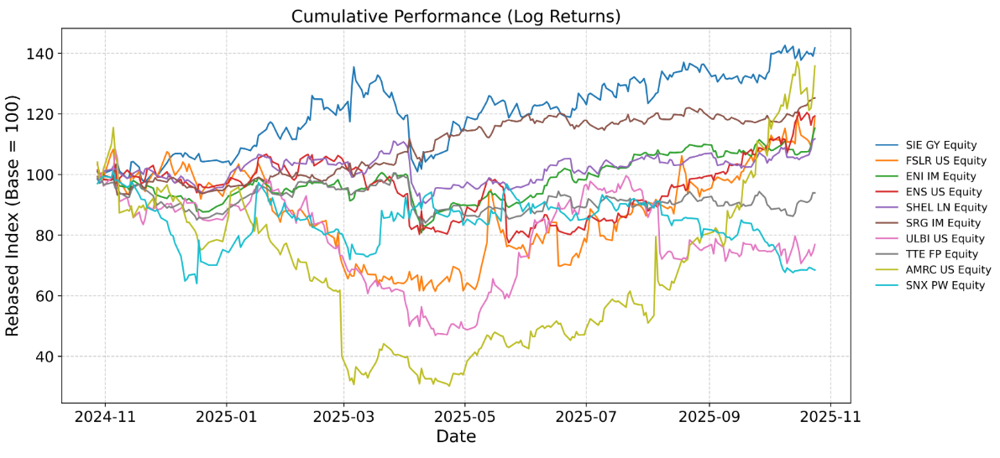 Cumulative Performance (Log Returns)
Rebased Index (Base = 100)
140
120
100
80
60
40
2024-11
2025-01
2025-03
2025-05
2025-07
2025-09
2025-11
Date
SIE GY Equity
FSLR US Equity
ENI IM Equity
ENS US Equity
SHEL LN Equity
SRG IM Equity
ULBI US Equity
TTE FP Equity
AMRC US Equity
SNX PW Equity